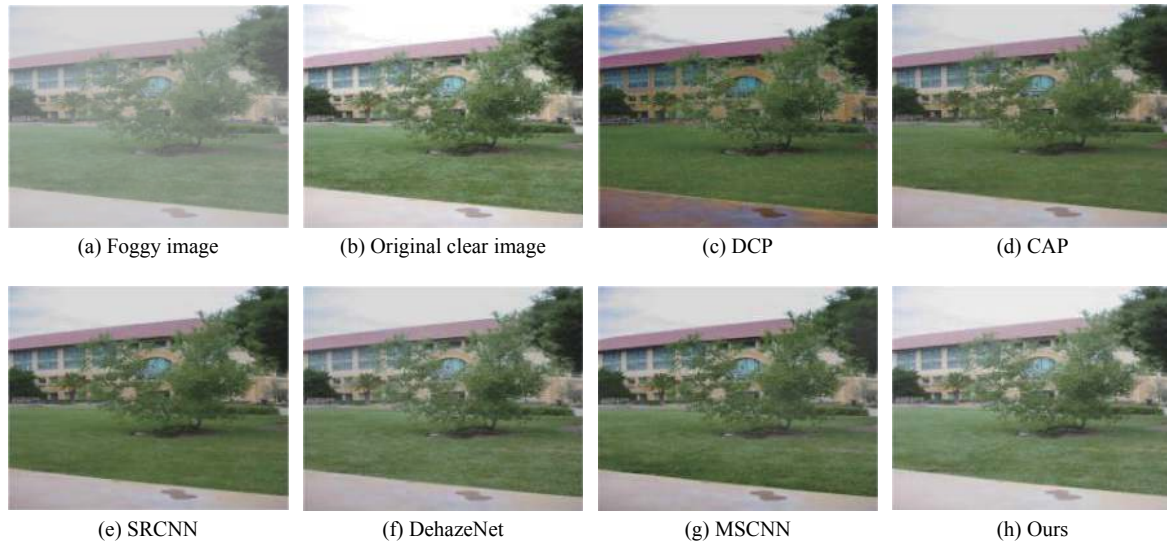 (a) Foggy image
(b) Original clear image
(c) DCP
(d) CAP
(e) SRCNN
(f) DehazeNet
(g) MSCNN
(h) Ours